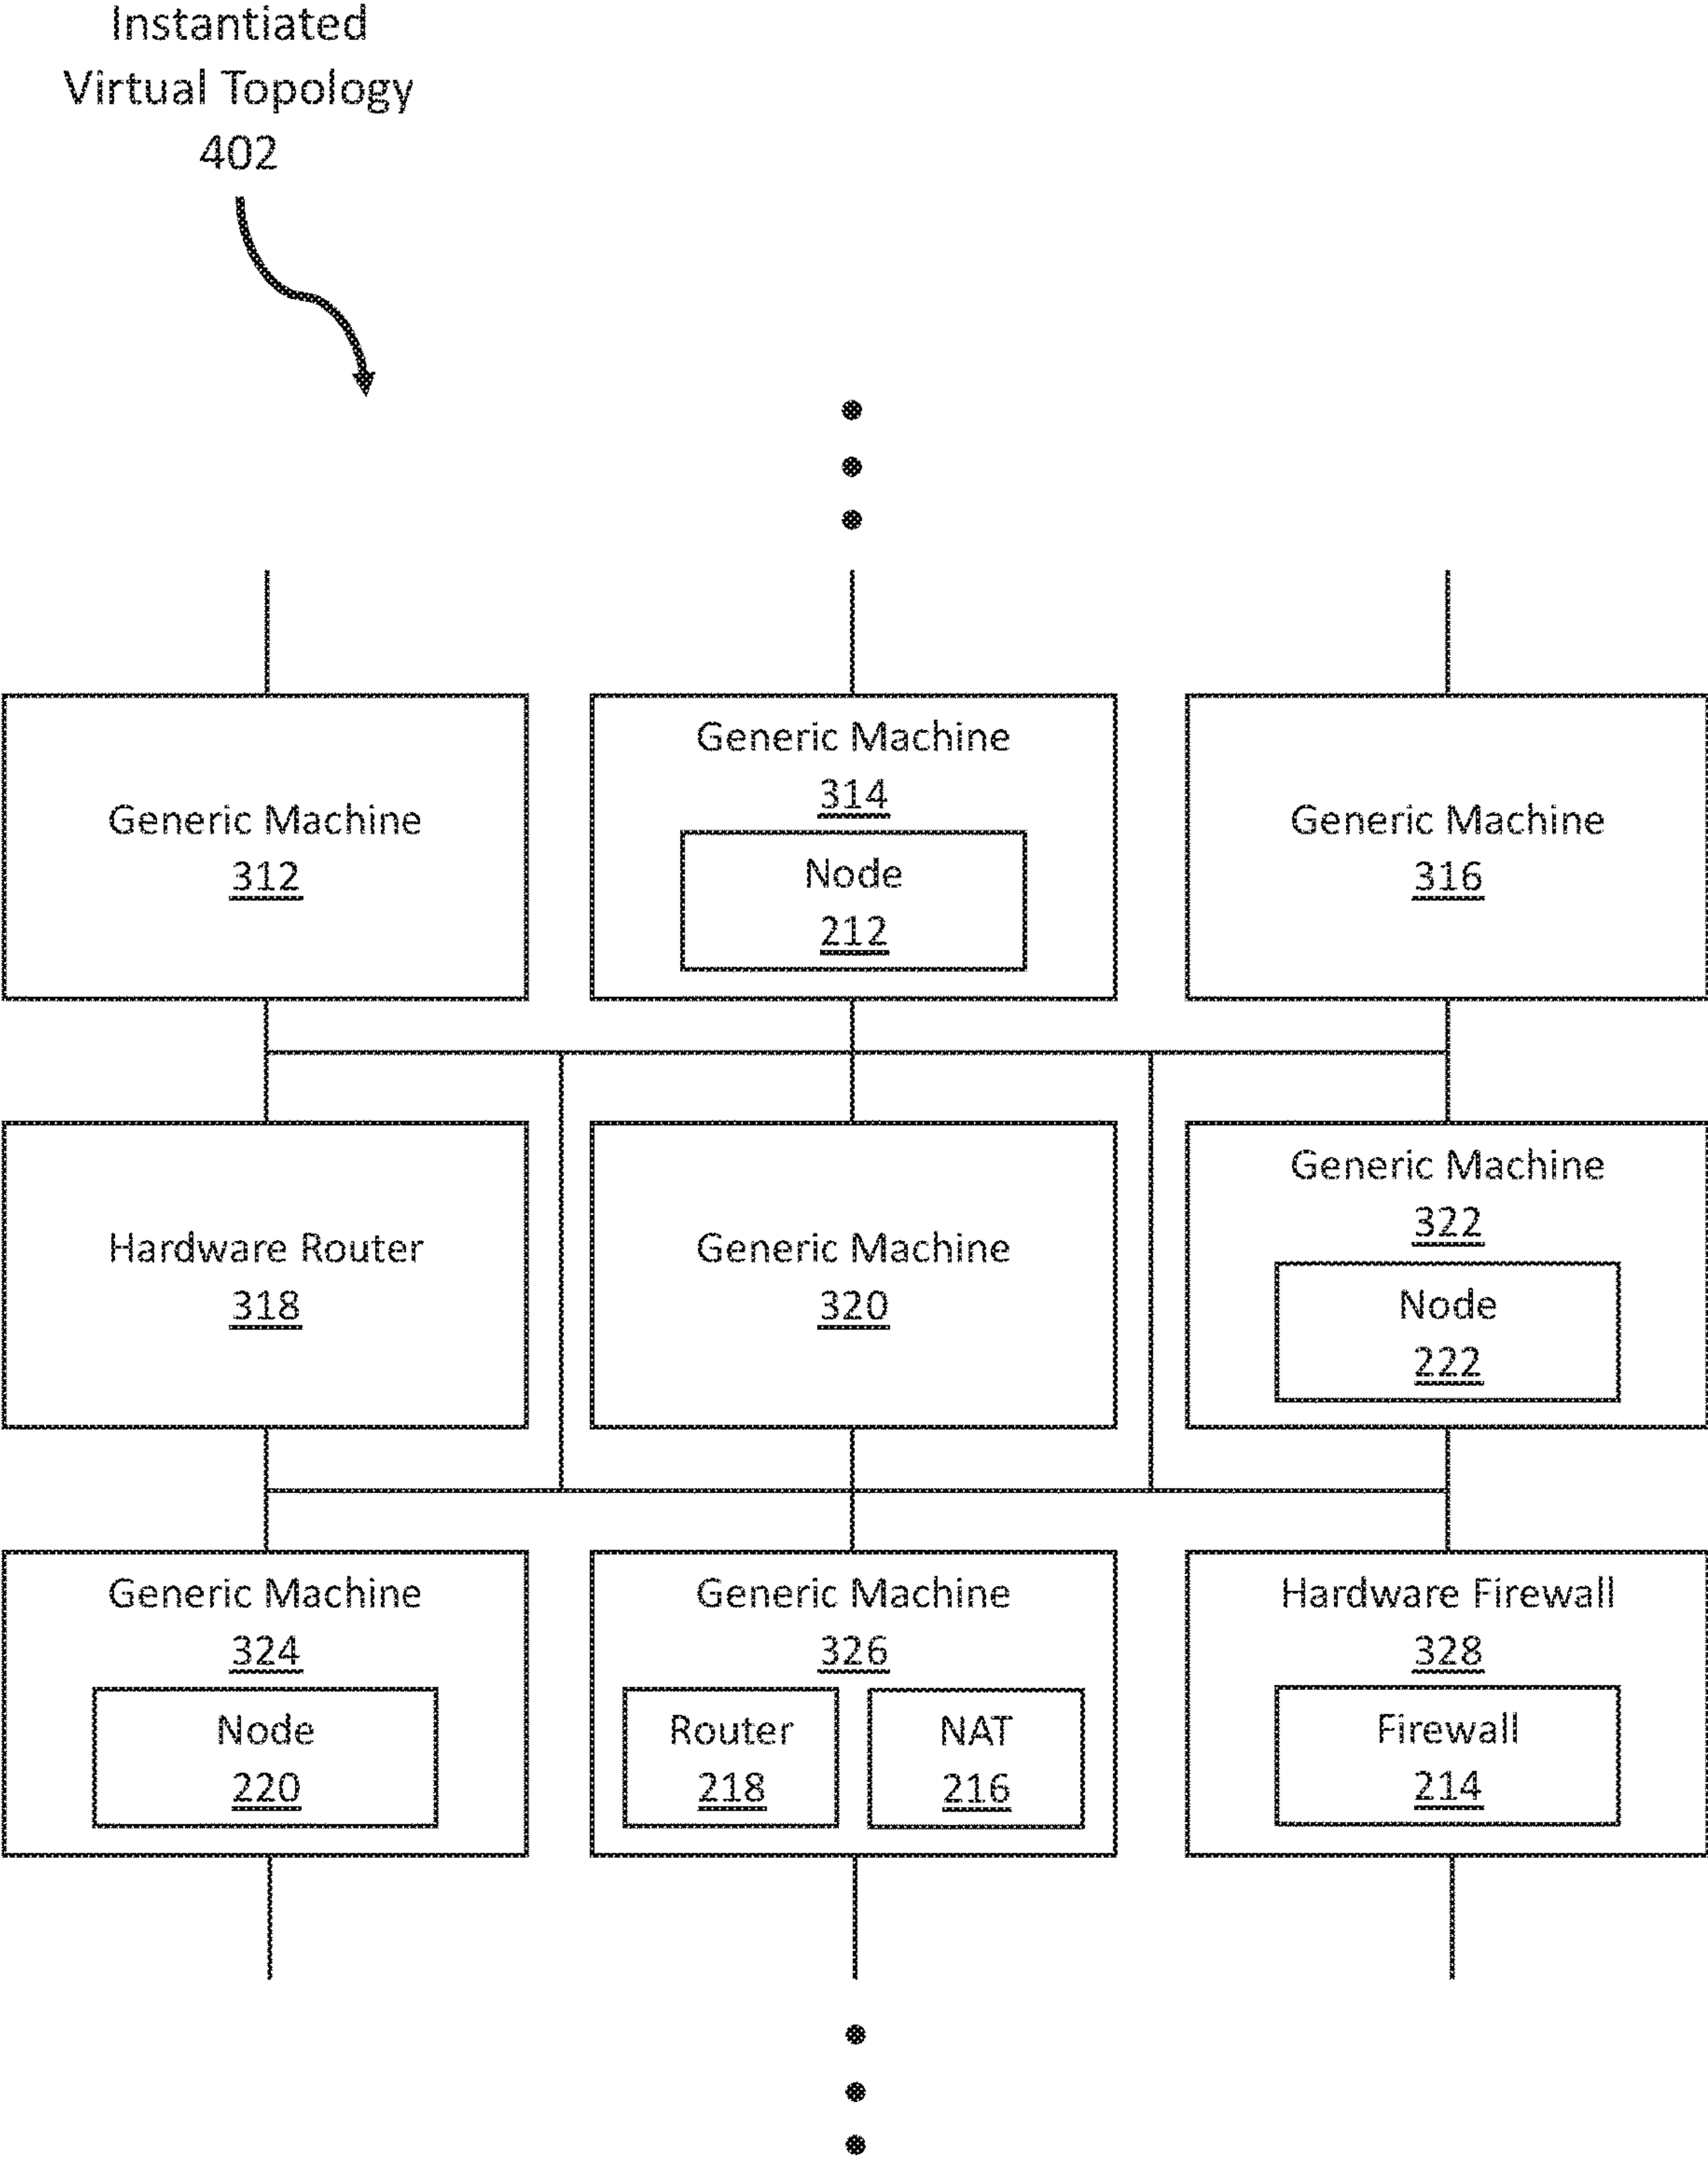 Instantiated
Virtual Topology
402
Generic Machine
312
Generic Machine
314
Node
212
Generic Machine
316
Hardware Router
318
Generic Machine
320
Generic Machine
322
Node
222
Generic Machine
324
Node
220
Generic Machine
326
Router
218
NAT
216
Hardware Firewall
328
Firewall
214